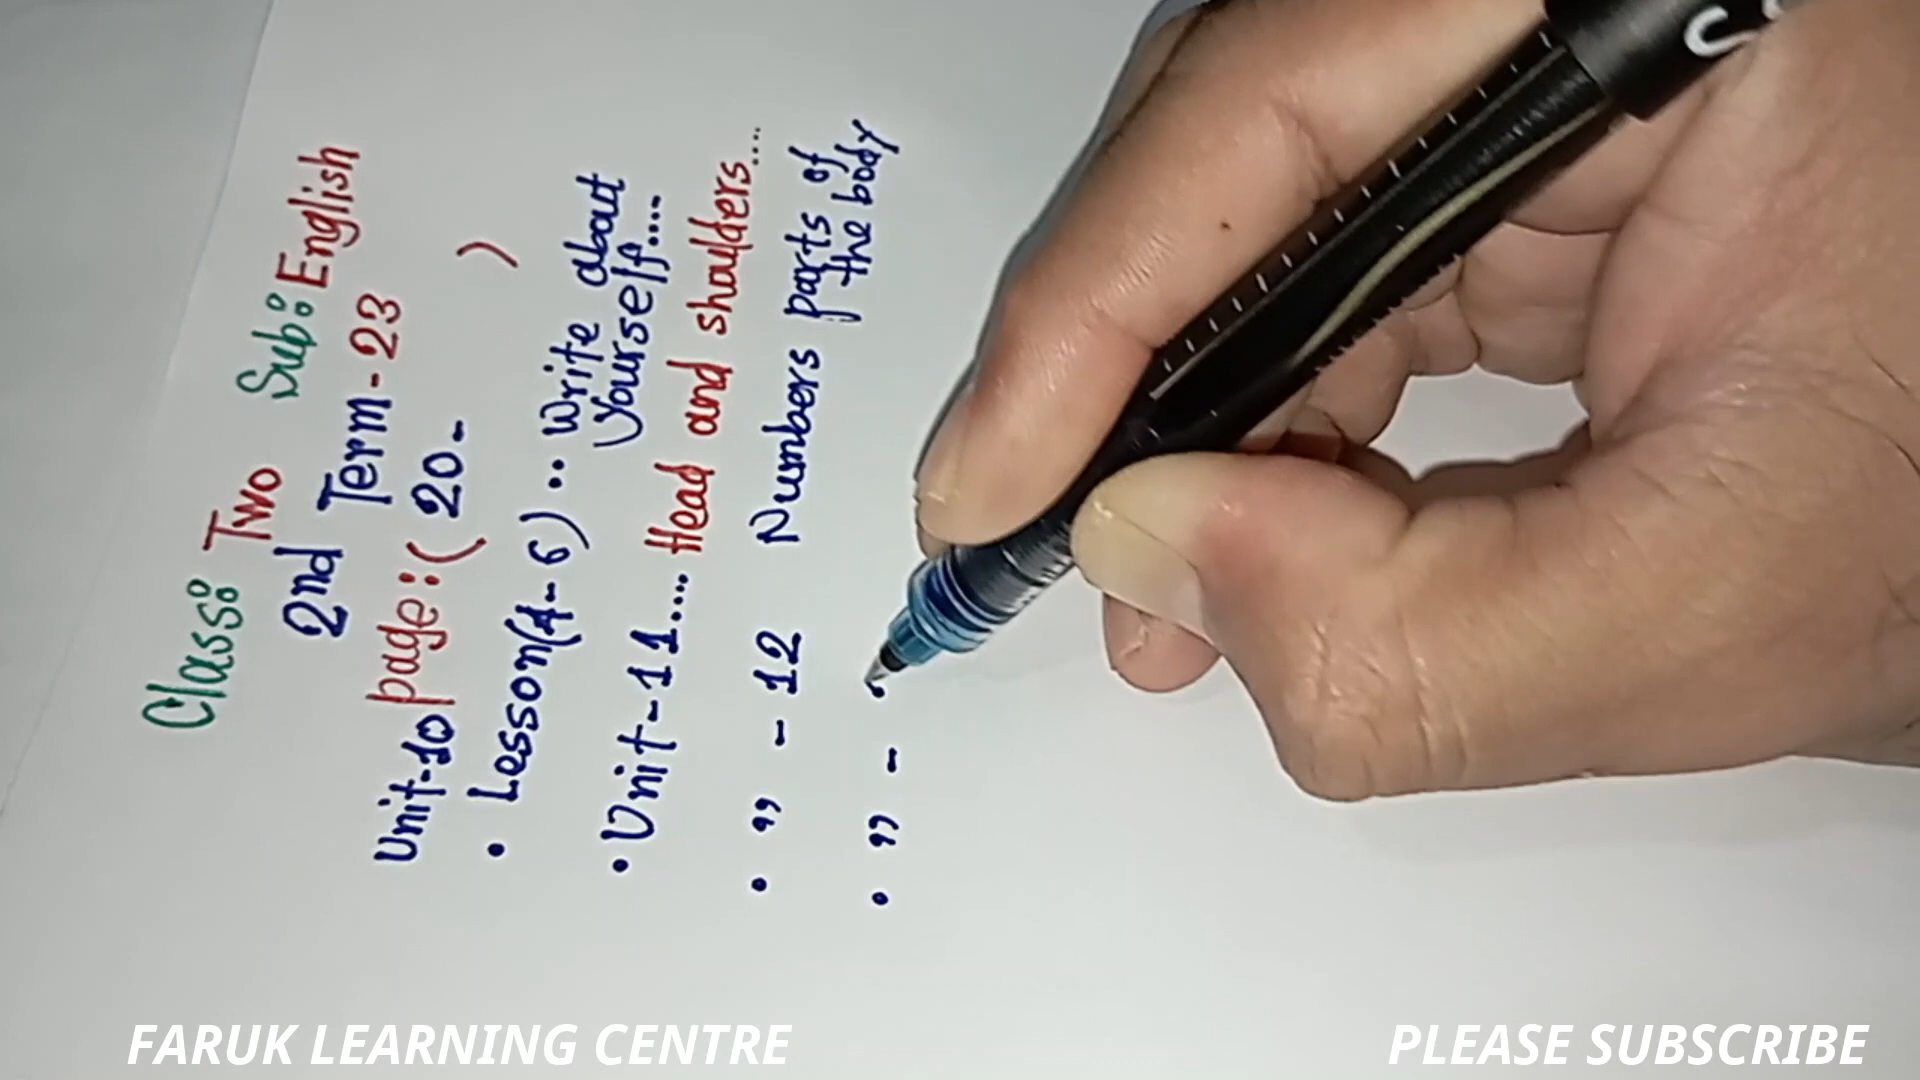 Class: Two Sub: English
2nd Term - 23
Unit-10 page: ( 20 - )
• Lesson (4-6) .. Write about
yourself....
• Unit-11.... Head and shoulders....
• " - 12 Numbers parts of
the body
• " -
FARUK LEARNING CENTRE
PLEASE SUBSCRIBE